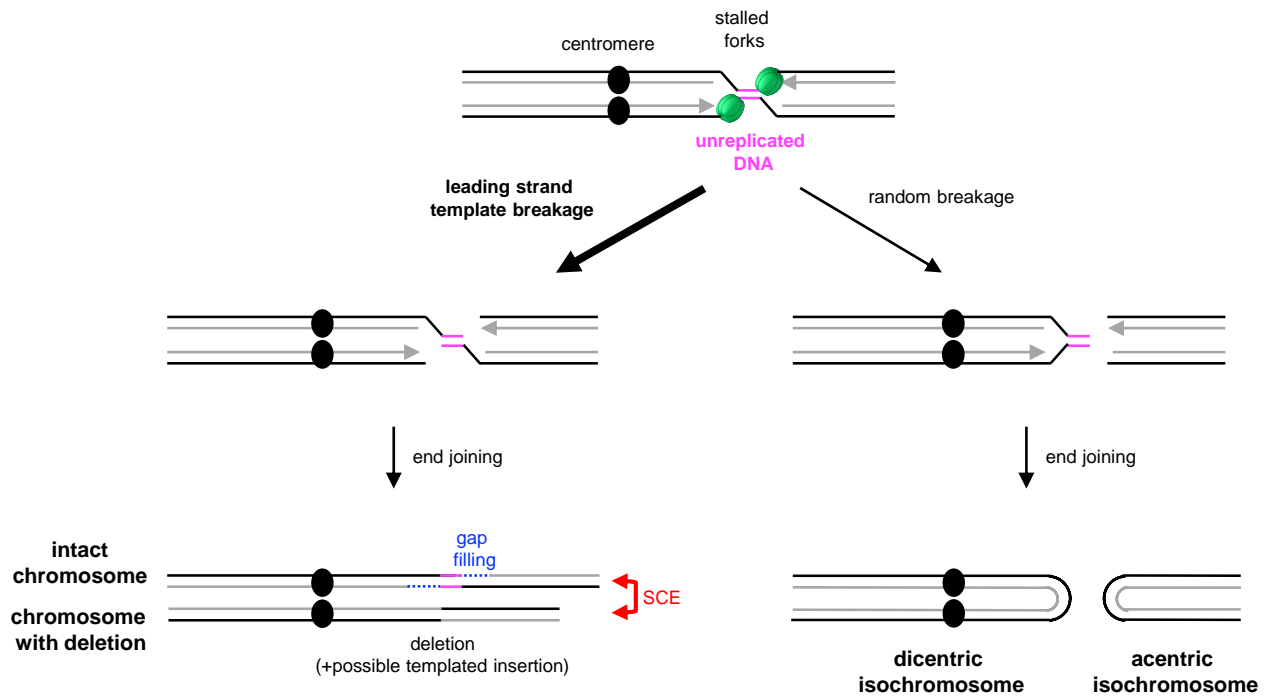 stalled
forks
centromere
unreplicated
DNA
leading strand
template breakage
random breakage
end joining
end joining
intact
chromosome
gap
filling
SCE
chromosome
with deletion
deletion
(+possible templated insertion)
dicentric
isochromosome
acentric
isochromosome